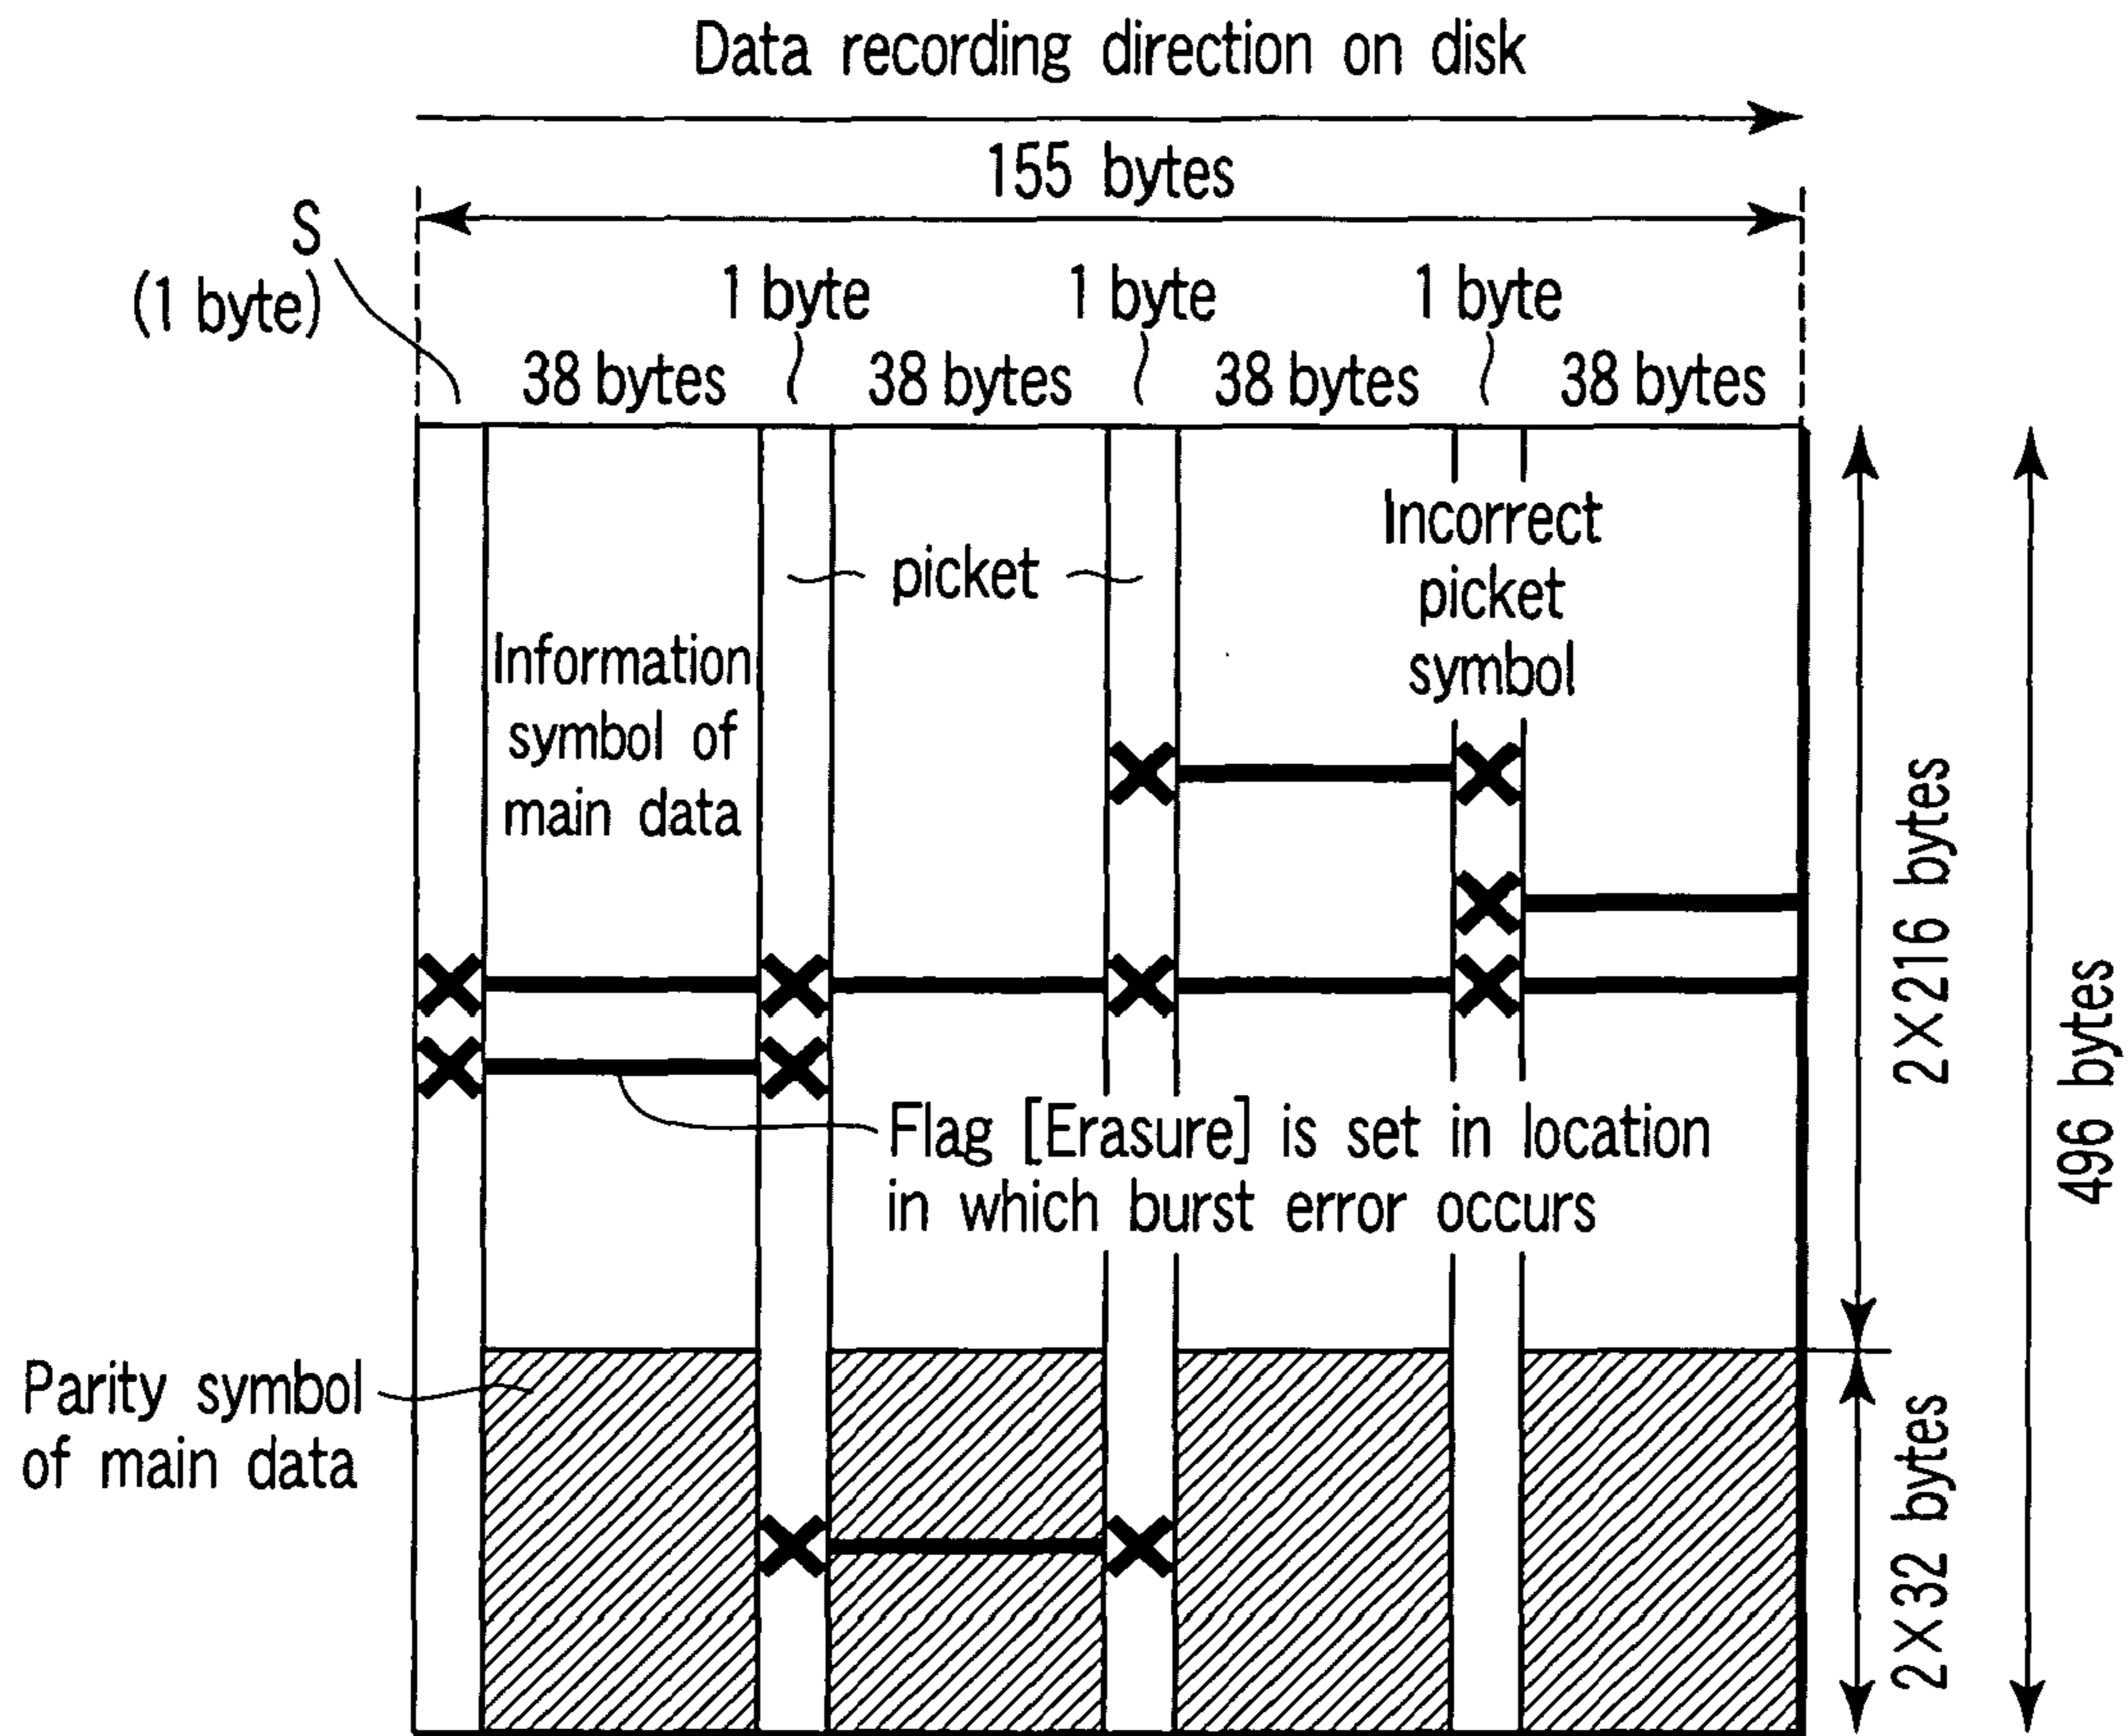 Data recording direction on disk
155 bytes
S
(1 byte)
1 byte
1 byte
1 byte
38 bytes
38 bytes
38 bytes
38 bytes
Incorrect
picket
symbol
picket
Information
symbol of
main data
Flag [Erasure] is set in location
in which burst error occurs
Parity symbol
of main data
2×216 bytes
2×32 bytes
496 bytes